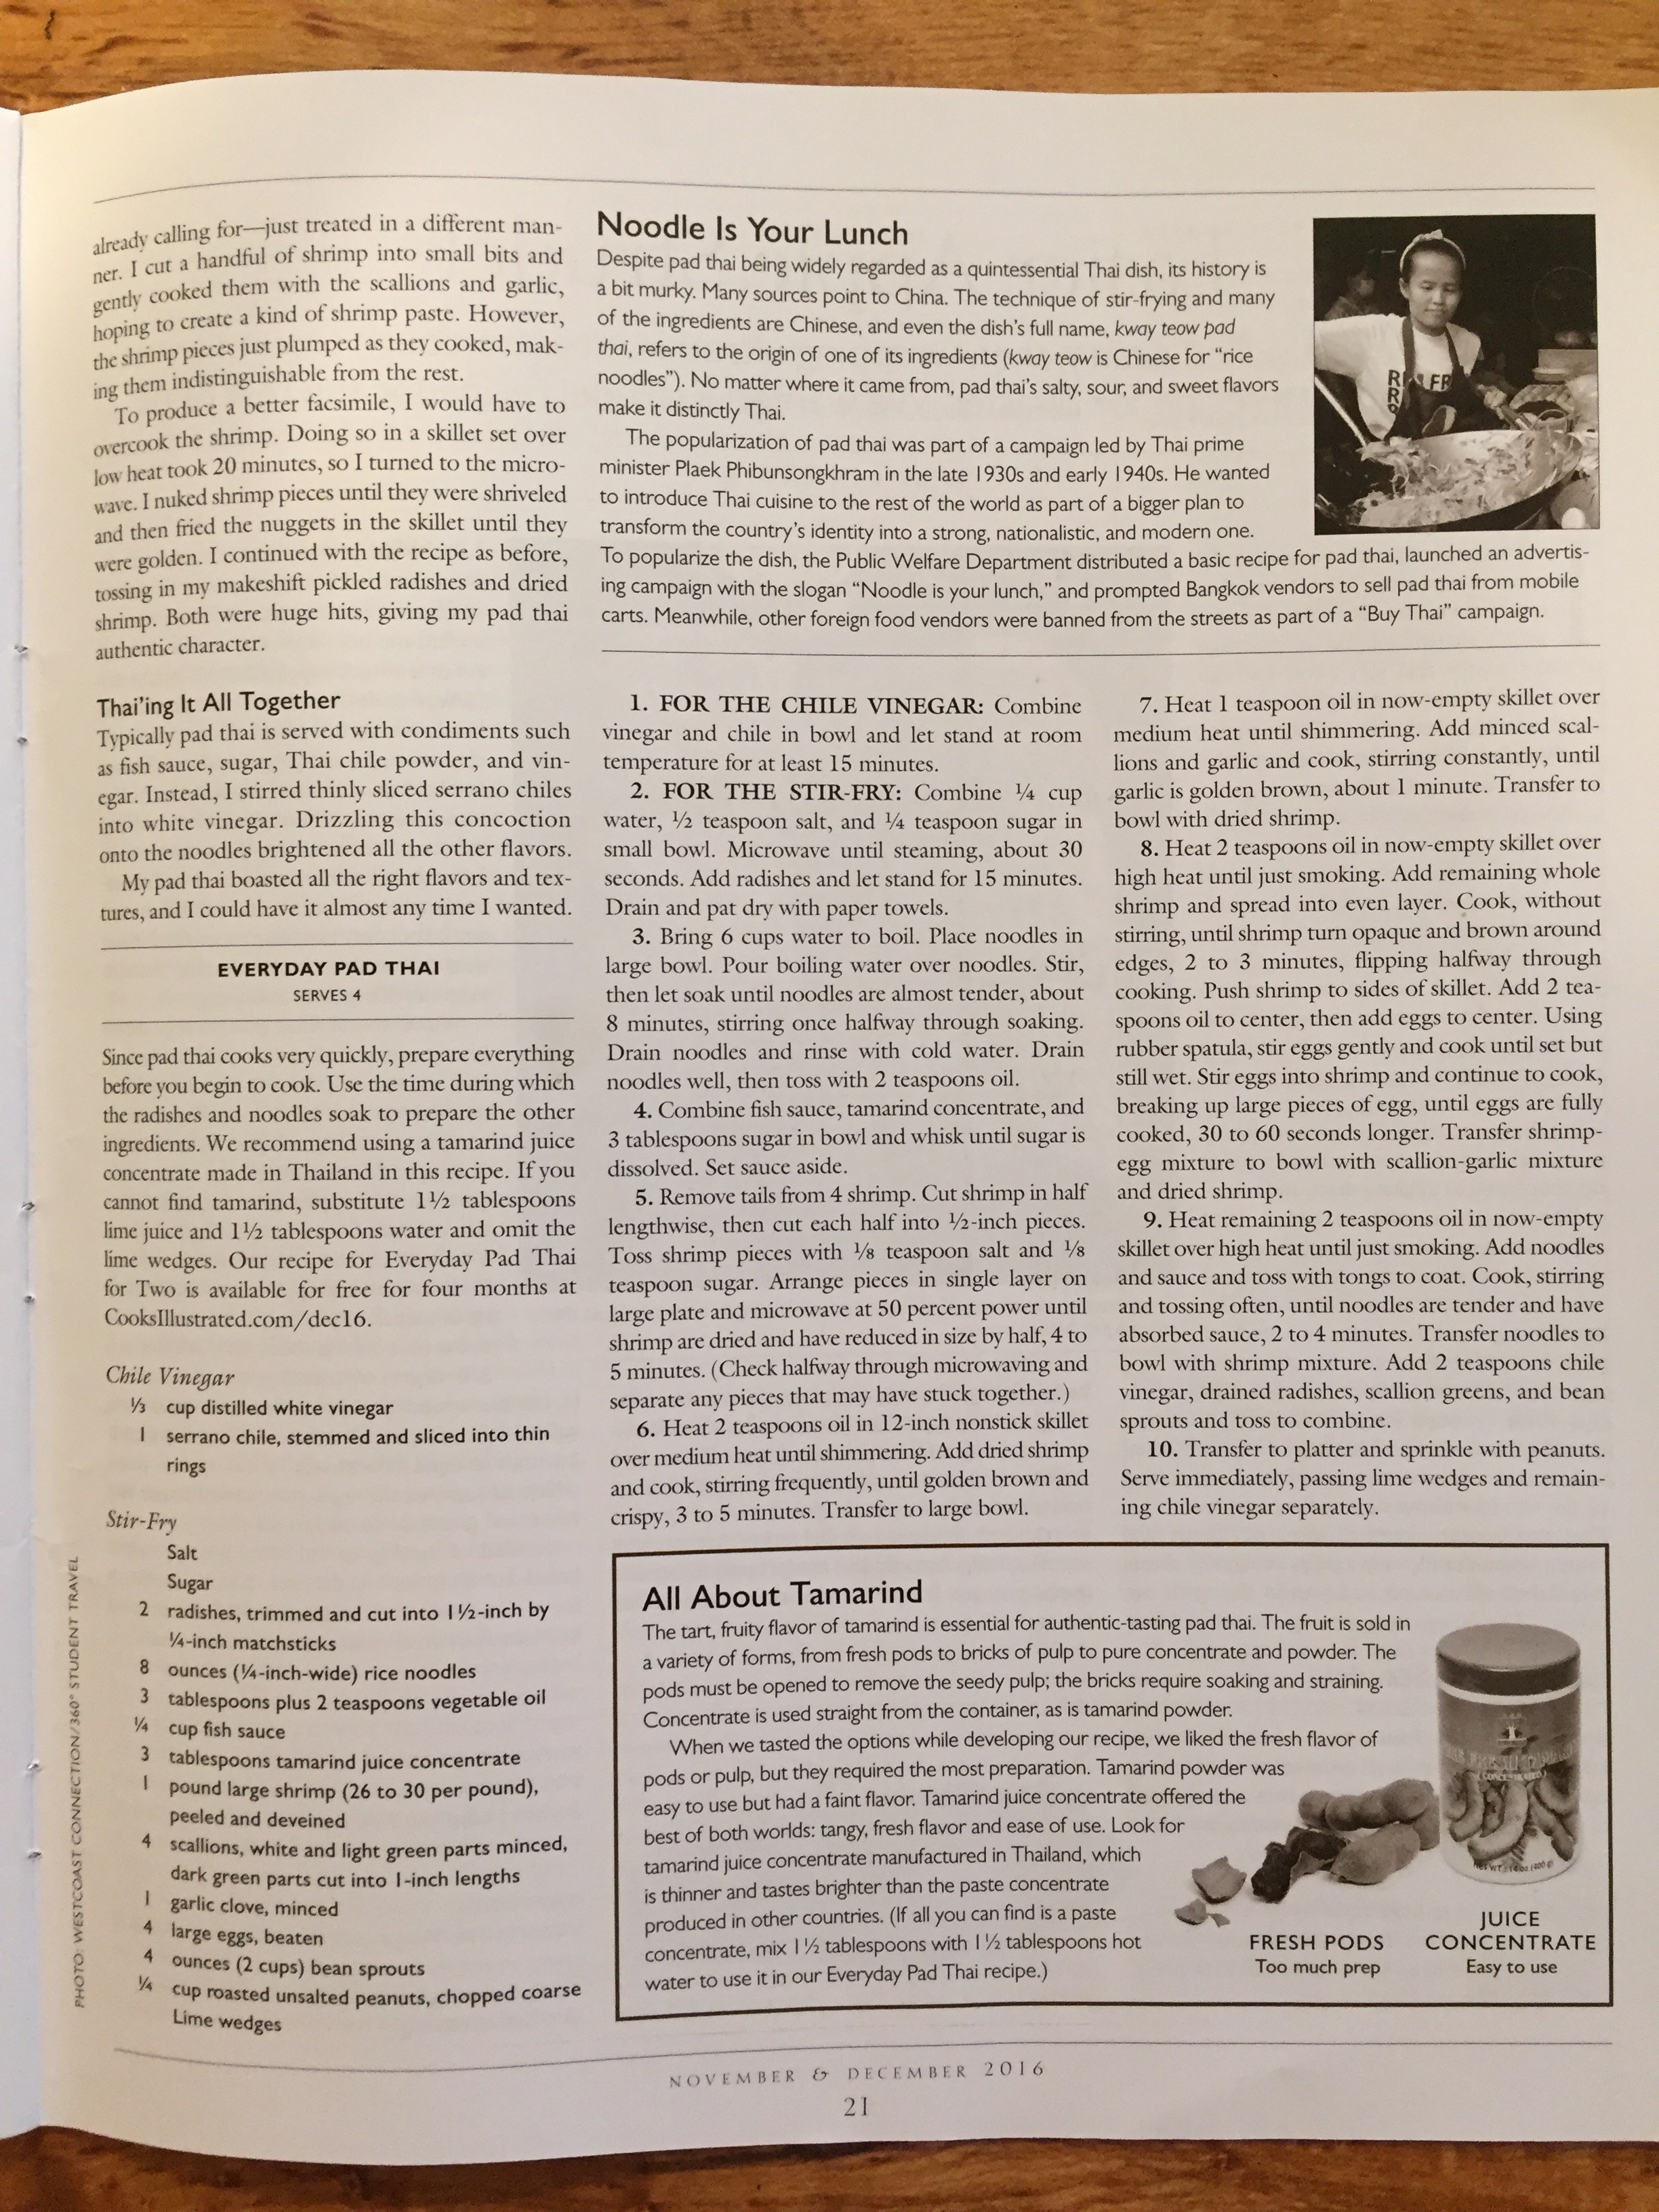 already calling for—just treated in a different man-
ner. I cut a handful of shrimp into small bits and
gently cooked them with the scallions and garlic,
hoping to create a kind of shrimp paste. However,
the shrimp pieces just plumped as they cooked, mak-
ing them indistinguishable from the rest.
To produce a better facsimile, I would have to
overcook the shrimp. Doing so in a skillet set over
low heat took 20 minutes, so I turned to the micro-
wave. I nuked shrimp pieces until they were shriveled
and then fried the nuggets in the skillet until they
were golden. I continued with the recipe as before,
tossing in my makeshift pickled radishes and dried
shrimp. Both were huge hits, giving my pad thai
authentic character.
Thai'ing It All Together
Typically pad thai is served with condiments such
as fish sauce, sugar, Thai chile powder, and vin-
egar. Instead, I stirred thinly sliced serrano chiles
into white vinegar. Drizzling this concoction
onto the noodles brightened all the other flavors.
My pad thai boasted all the right flavors and tex-
tures, and I could have it almost any time I wanted.
EVERYDAY PAD THAI
SERVES 4
Since pad thai cooks very quickly, prepare everything
before you begin to cook. Use the time during which
the radishes and noodles soak to prepare the other
ingredients. We recommend using a tamarind juice
concentrate made in Thailand in this recipe. If you
cannot find tamarind, substitute 1½ tablespoons
lime juice and 1½ tablespoons water and omit the
lime wedges. Our recipe for Everyday Pad Thai
for Two is available for free for four months at
CooksIllustrated.com/dec16.
Chile Vinegar
⅓ cup distilled white vinegar
1 serrano chile, stemmed and sliced into thin
rings
Stir-Fry
Salt
Sugar
2 radishes, trimmed and cut into 1½-inch by
¼-inch matchsticks
8 ounces (¼-inch-wide) rice noodles
3 tablespoons plus 2 teaspoons vegetable oil
¼ cup fish sauce
3 tablespoons tamarind juice concentrate
1 pound large shrimp (26 to 30 per pound),
peeled and deveined
4 scallions, white and light green parts minced,
dark green parts cut into 1-inch lengths
1 garlic clove, minced
4 large eggs, beaten
4 ounces (2 cups) bean sprouts
¼ cup roasted unsalted peanuts, chopped coarse
Lime wedges
PHOTO: WESTCOAST CONNECTION/360° STUDENT TRAVEL
Noodle Is Your Lunch
Despite pad thai being widely regarded as a quintessential Thai dish, its history is
a bit murky. Many sources point to China. The technique of stir-frying and many
of the ingredients are Chinese, and even the dish's full name, kway teow pad
thai, refers to the origin of one of its ingredients (kway teow is Chinese for "rice
noodles"). No matter where it came from, pad thai's salty, sour, and sweet flavors
make it distinctly Thai.
The popularization of pad thai was part of a campaign led by Thai prime
minister Plaek Phibunsongkhram in the late 1930s and early 1940s. He wanted
to introduce Thai cuisine to the rest of the world as part of a bigger plan to
transform the country's identity into a strong, nationalistic, and modern one.
To popularize the dish, the Public Welfare Department distributed a basic recipe for pad thai, launched an advertis-
ing campaign with the slogan "Noodle is your lunch," and prompted Bangkok vendors to sell pad thai from mobile
carts. Meanwhile, other foreign food vendors were banned from the streets as part of a "Buy Thai" campaign.
1. FOR THE CHILE VINEGAR: Combine
vinegar and chile in bowl and let stand at room
temperature for at least 15 minutes.
2. FOR THE STIR-FRY: Combine ¼ cup
water, ½ teaspoon salt, and ¼ teaspoon sugar in
small bowl. Microwave until steaming, about 30
seconds. Add radishes and let stand for 15 minutes.
Drain and pat dry with paper towels.
3. Bring 6 cups water to boil. Place noodles in
large bowl. Pour boiling water over noodles. Stir,
then let soak until noodles are almost tender, about
8 minutes, stirring once halfway through soaking.
Drain noodles and rinse with cold water. Drain
noodles well, then toss with 2 teaspoons oil.
4. Combine fish sauce, tamarind concentrate, and
3 tablespoons sugar in bowl and whisk until sugar is
dissolved. Set sauce aside.
5. Remove tails from 4 shrimp. Cut shrimp in half
lengthwise, then cut each half into ½-inch pieces.
Toss shrimp pieces with ⅛ teaspoon salt and ⅛
teaspoon sugar. Arrange pieces in single layer on
large plate and microwave at 50 percent power until
shrimp are dried and have reduced in size by half, 4 to
5 minutes. (Check halfway through microwaving and
separate any pieces that may have stuck together.)
6. Heat 2 teaspoons oil in 12-inch nonstick skillet
over medium heat until shimmering. Add dried shrimp
and cook, stirring frequently, until golden brown and
crispy, 3 to 5 minutes. Transfer to large bowl.
7. Heat 1 teaspoon oil in now-empty skillet over
medium heat until shimmering. Add minced scal-
lions and garlic and cook, stirring constantly, until
garlic is golden brown, about 1 minute. Transfer to
bowl with dried shrimp.
8. Heat 2 teaspoons oil in now-empty skillet over
high heat until just smoking. Add remaining whole
shrimp and spread into even layer. Cook, without
stirring, until shrimp turn opaque and brown around
edges, 2 to 3 minutes, flipping halfway through
cooking. Push shrimp to sides of skillet. Add 2 tea-
spoons oil to center, then add eggs to center. Using
rubber spatula, stir eggs gently and cook until set but
still wet. Stir eggs into shrimp and continue to cook,
breaking up large pieces of egg, until eggs are fully
cooked, 30 to 60 seconds longer. Transfer shrimp-
egg mixture to bowl with scallion-garlic mixture
and dried shrimp.
9. Heat remaining 2 teaspoons oil in now-empty
skillet over high heat until just smoking. Add noodles
and sauce and toss with tongs to coat. Cook, stirring
and tossing often, until noodles are tender and have
absorbed sauce, 2 to 4 minutes. Transfer noodles to
bowl with shrimp mixture. Add 2 teaspoons chile
vinegar, drained radishes, scallion greens, and bean
sprouts and toss to combine.
10. Transfer to platter and sprinkle with peanuts.
Serve immediately, passing lime wedges and remain-
ing chile vinegar separately.
All About Tamarind
The tart, fruity flavor of tamarind is essential for authentic-tasting pad thai. The fruit is sold in
a variety of forms, from fresh pods to bricks of pulp to pure concentrate and powder. The
pods must be opened to remove the seedy pulp; the bricks require soaking and straining.
Concentrate is used straight from the container, as is tamarind powder.
When we tasted the options while developing our recipe, we liked the fresh flavor of
pods or pulp, but they required the most preparation. Tamarind powder was
easy to use but had a faint flavor. Tamarind juice concentrate offered the
best of both worlds: tangy, fresh flavor and ease of use. Look for
tamarind juice concentrate manufactured in Thailand, which
is thinner and tastes brighter than the paste concentrate
produced in other countries. (If all you can find is a paste
concentrate, mix 1½ tablespoons with 1½ tablespoons hot
water to use it in our Everyday Pad Thai recipe.)
FRESH PODS
Too much prep
JUICE
CONCENTRATE
Easy to use
NOVEMBER & DECEMBER 2016
21